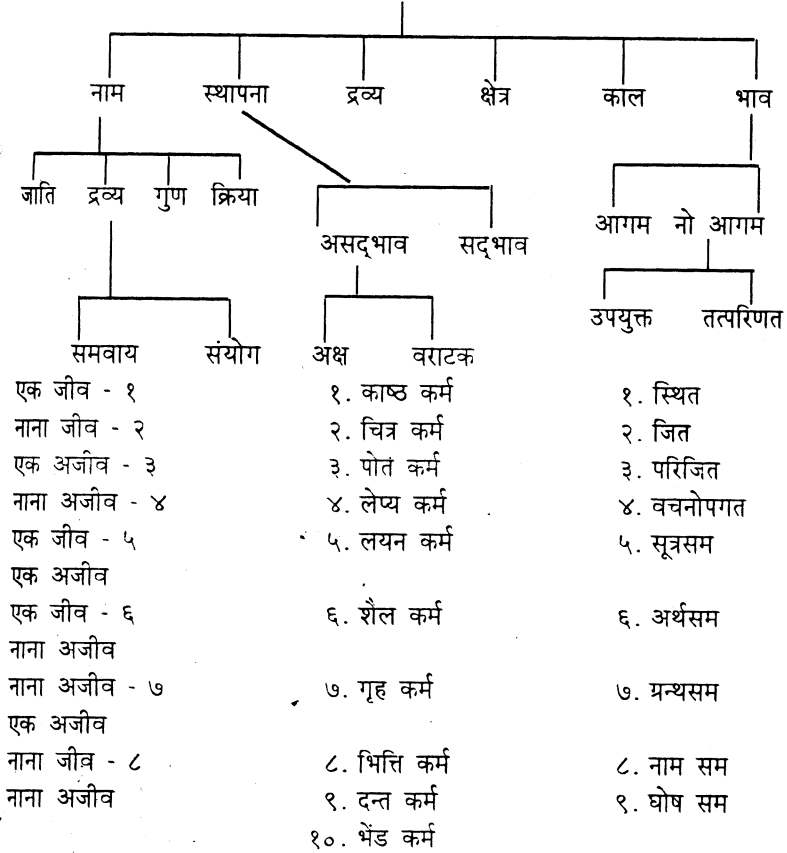 नाम स्थापना द्रव्य क्षेत्र काल भाव
जाति द्रव्य गुण क्रिया
आगम नो आगम
असद्भाव सद्भाव
उपयुक्त तत्परिणत
समवाय संयोग अक्ष वराटक
एक जीव - १ १. काष्ठ कर्म १. स्थित
नाना जीव - २ २. चित्र कर्म २. जित
एक अजीव - ३ ३. पोत कर्म ३. परिजित
नाना अजीव - ४ ४. लेप्य कर्म ४. वचनोपगत
एक जीव - ५ ५. लयन कर्म ५. सूत्रसम
एक अजीव
एक जीव - ६ ६. शैल कर्म ६. अर्थसम
नाना अजीव
नाना अजीव - ७ ७. गृह कर्म ७. ग्रन्थसम
एक अजीव
नाना जीव - ८ ८. भित्ति कर्म ८. नाम सम
नाना अजीव ९. दन्त कर्म ९. घोष सम
१०. भेंड कर्म